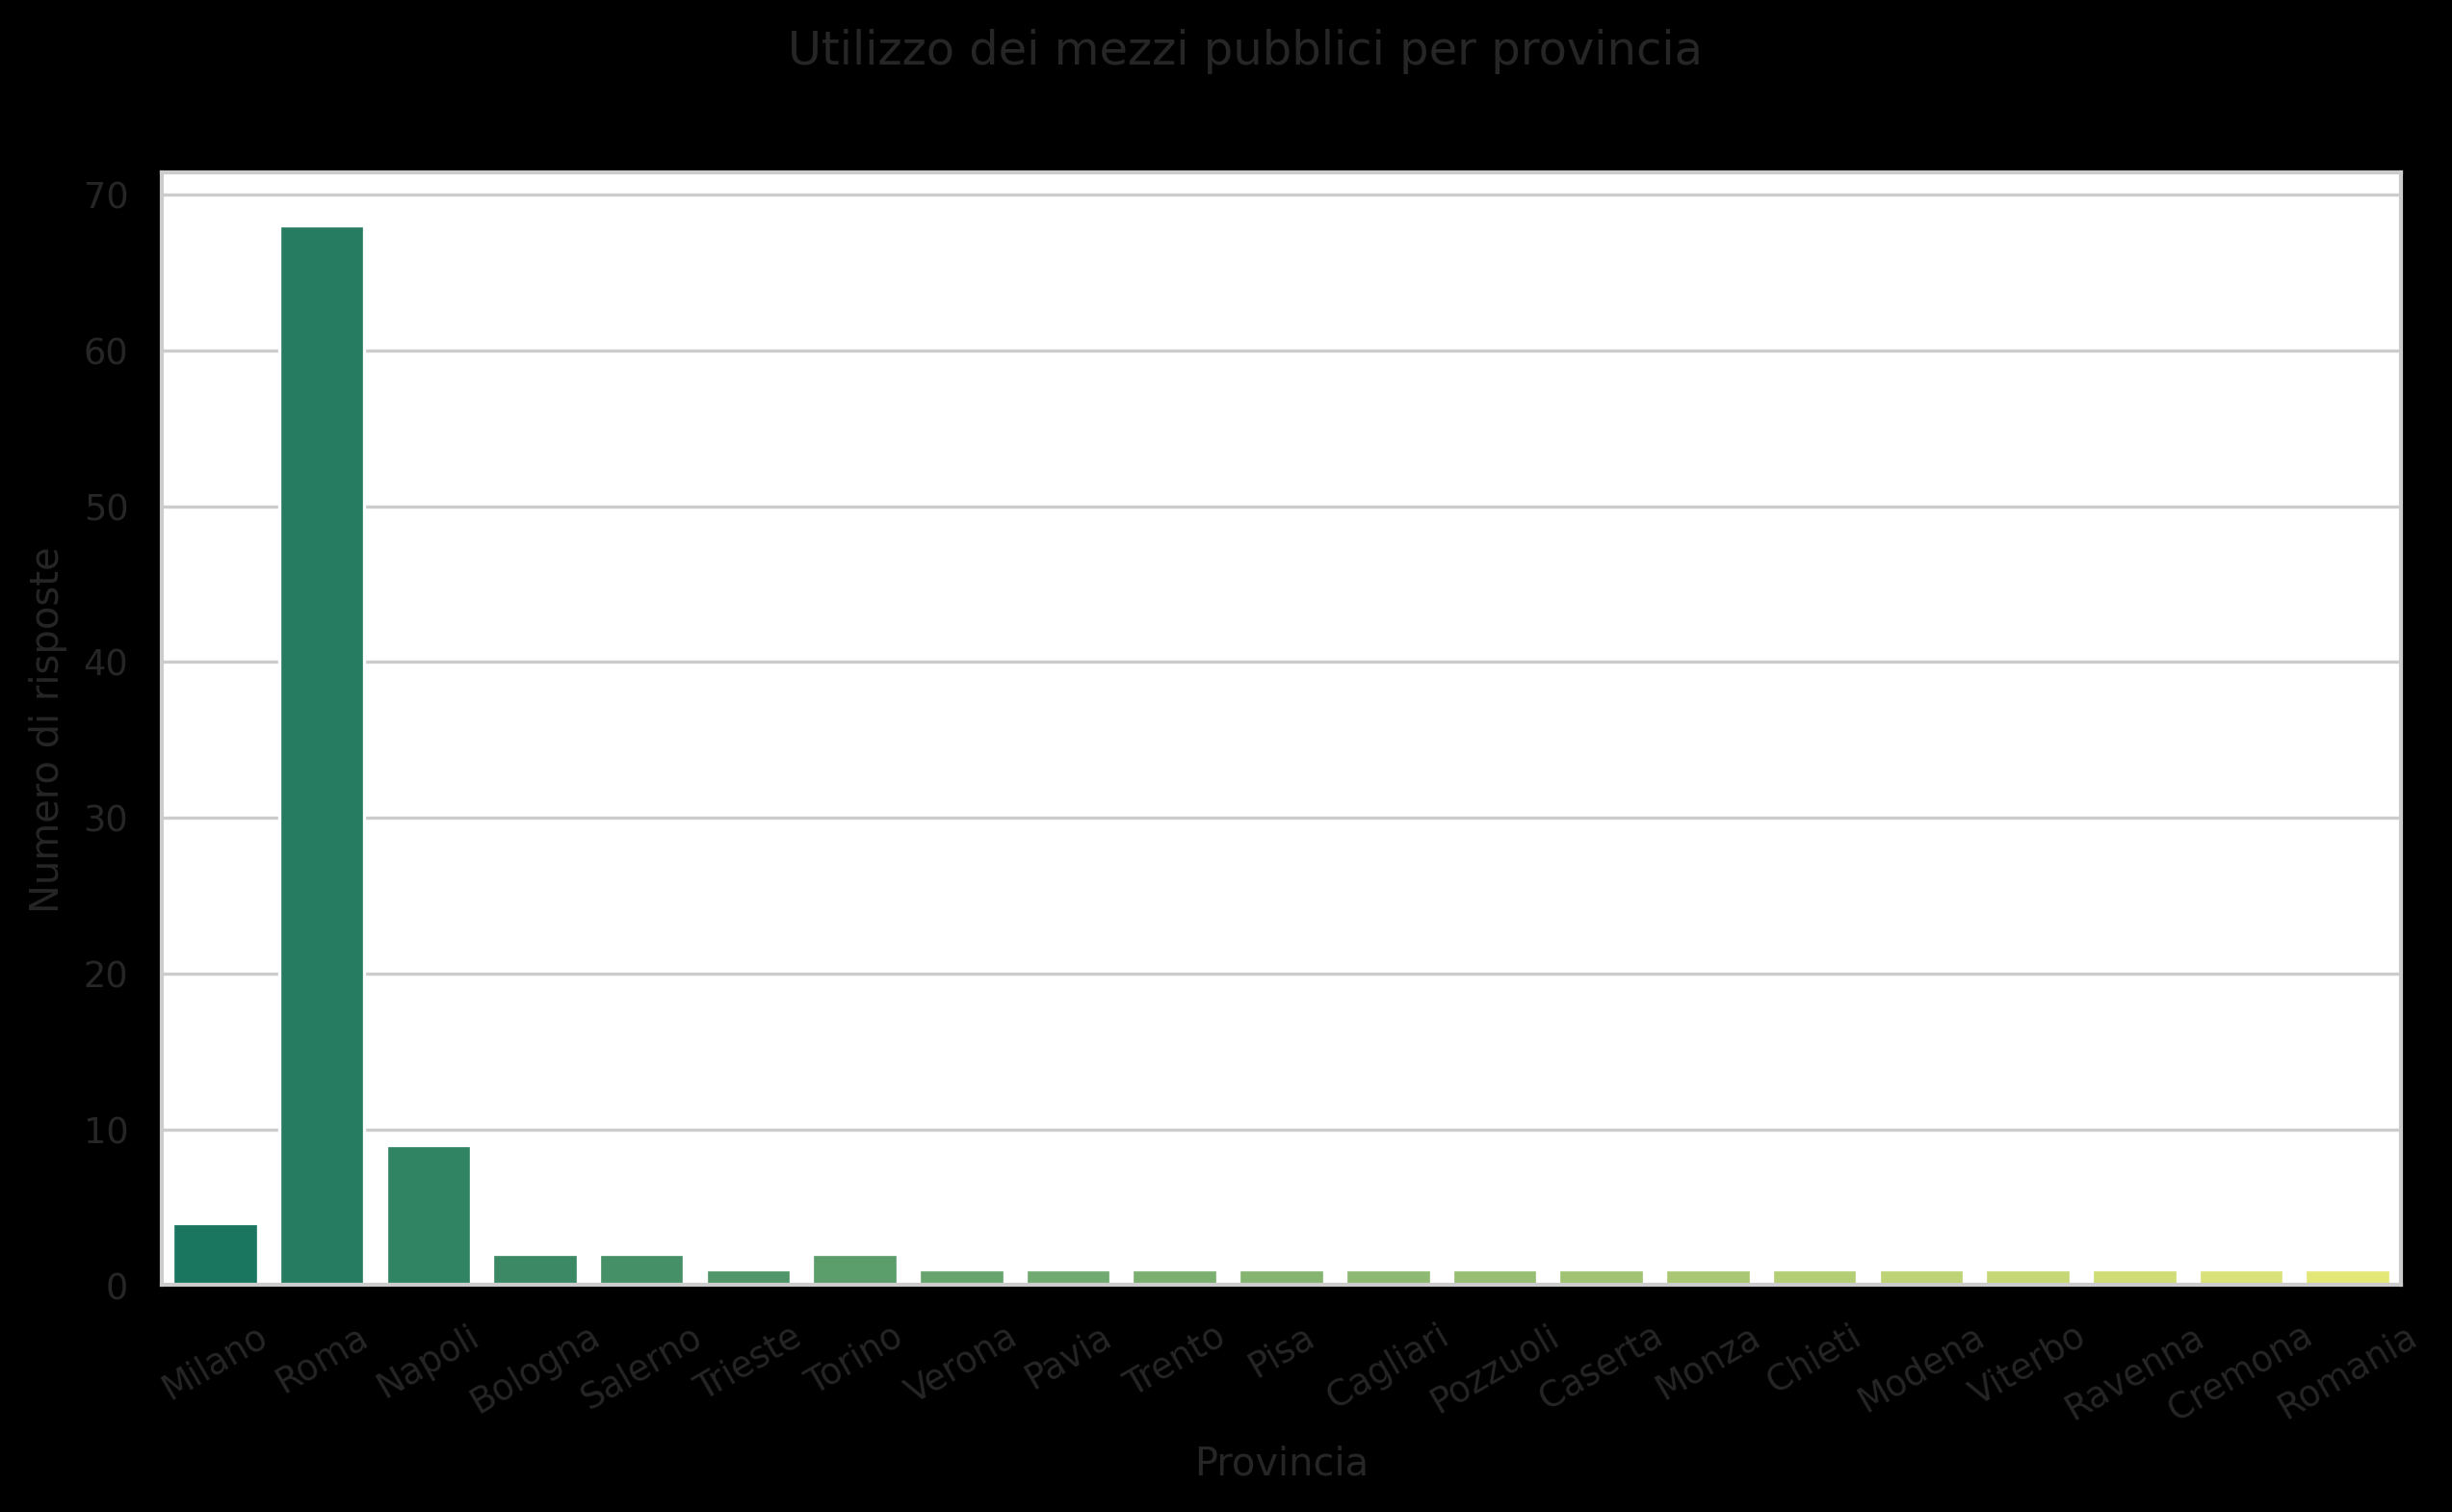 Utilizzo dei mezzi pubblici per provincia
70
60
50
40
30
20
10
0
Numero di risposte
Milano
Roma
Napoli
Bologna
Salerno
Trieste
Torino
Verona
Pavia
Trento
Pisa
Cagliari
Pozzuoli
Caserta
Monza
Chieti
Modena
Viterbo
Ravenna
Cremona
Romania
Provincia